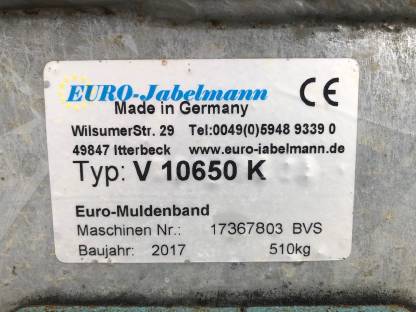 EURO-Jabelmann CE
Made in Germany
WilsumerStr. 29 Tel:0049(0)5948 9339 0
49847 Itterbeck www.euro-jabelmann.de
Typ: V 10650 K
Euro-Muldenband
Maschinen Nr.: 17367803 BVS
Baujahr: 2017 510kg